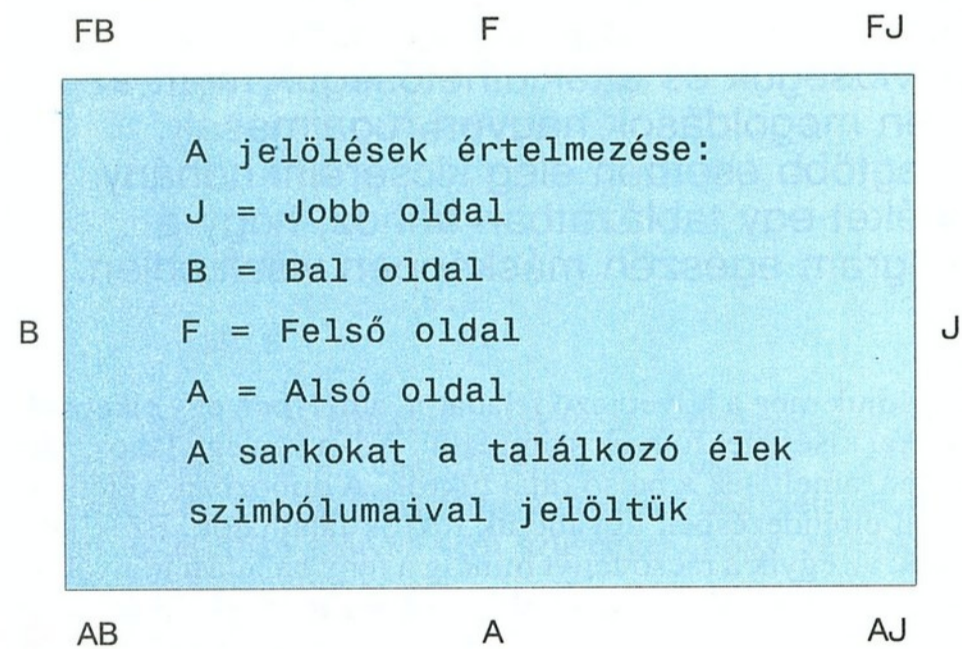 FB F FJ
A jelölések értelmezése:
J = Jobb oldal
B = Bal oldal
B J
F = Felső oldal
A = Alsó oldal
A sarkokat a találkozó élek
szimbólumaival jelöltük
AB A AJ